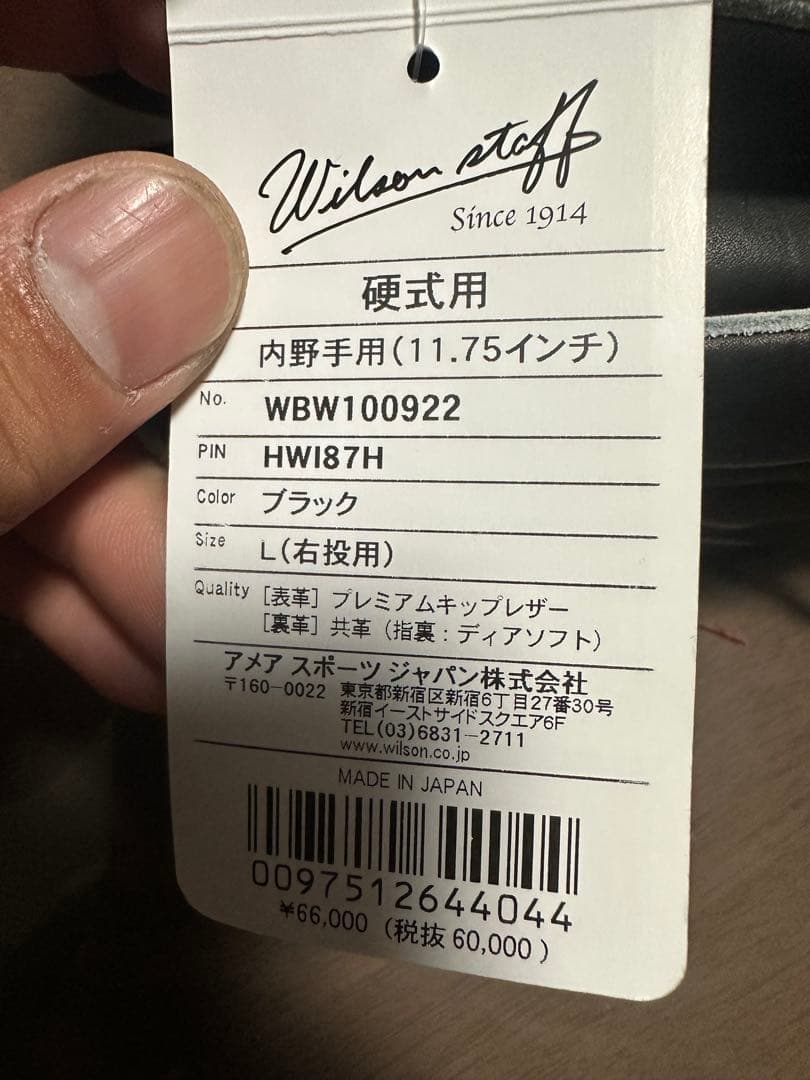 Wilson staff
Since 1914
硬式用
内野手用(11.75インチ)
No. WBW100922
PIN HWI87H
Color ブラック
Size L(右投用)
Quality [表革] プレミアムキップレザー
[裏革] 共革 (指裏:ディアソフト)
アメア スポーツ ジャパン株式会社
〒160-0022 東京都新宿区新宿6丁目27番30号
新宿イーストサイドスクエア6F
TEL(03)6831-2711
www.wilson.co.jp
MADE IN JAPAN
0097512644044
¥66,000 (税抜 60,000)